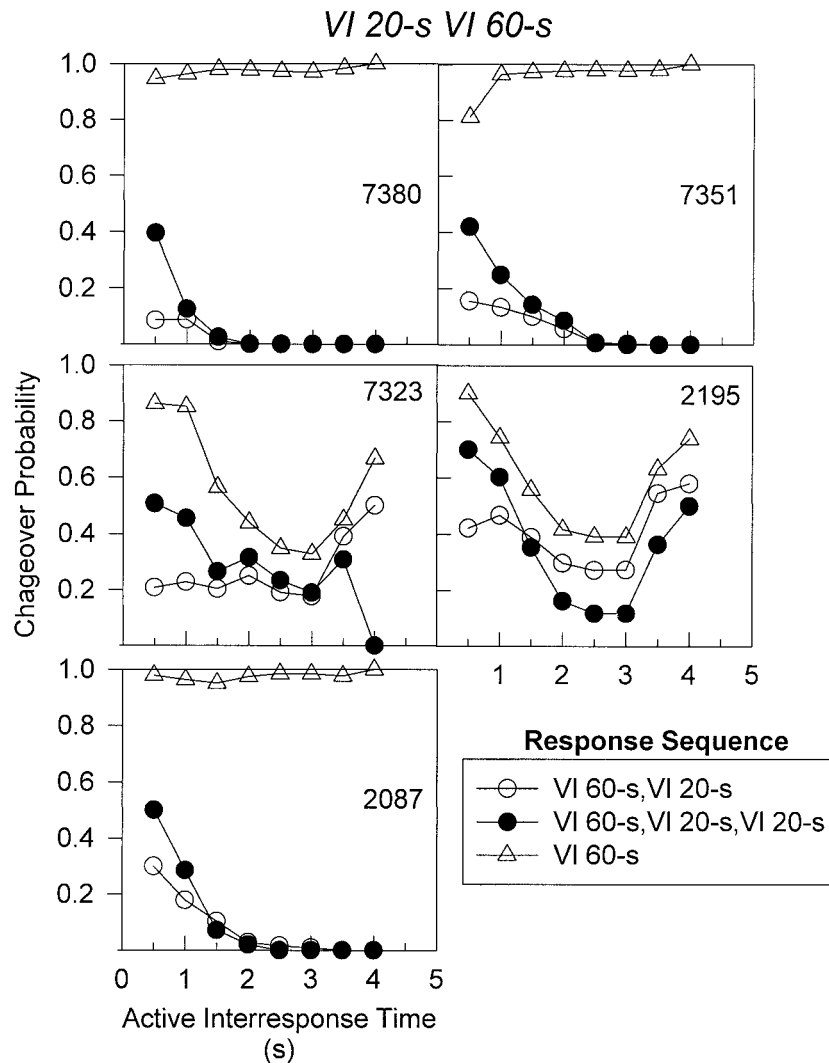 VI 20-s VI 60-s
1.0
0.8
0.6
0.4
0.2
7380
7351
1.0
0.8
0.6
0.4
0.2
7323
2195
Chageover Probability
1 2 3 4 5
1.0
0.8
0.6
0.4
0.2
2087
0 1 2 3 4 5
Active Interresponse Time
(s)
Response Sequence
VI 60-s,VI 20-s
VI 60-s,VI 20-s,VI 20-s
VI 60-s